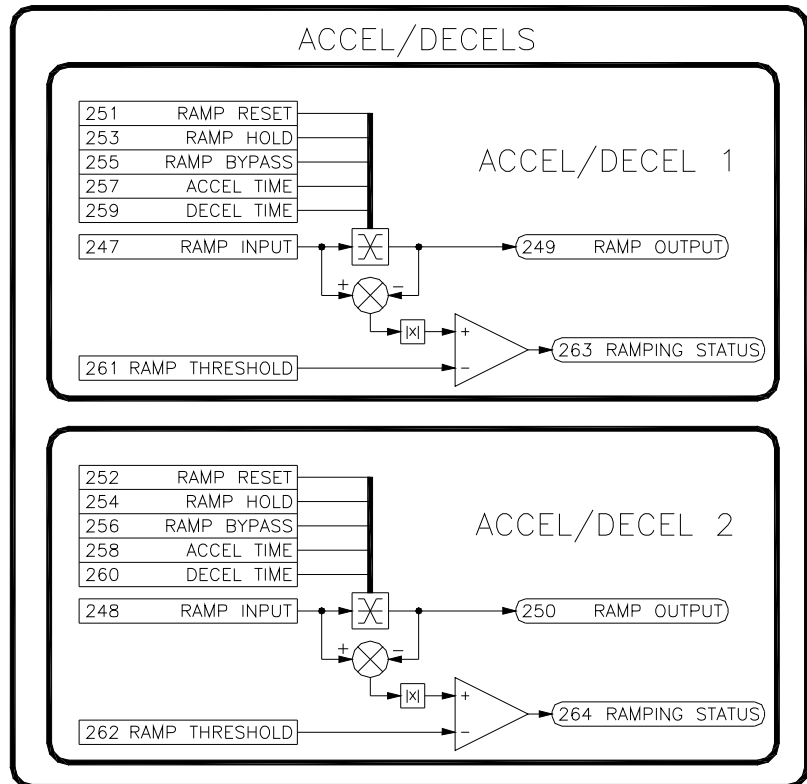 ACCEL/DECELS
251 RAMP RESET
253 RAMP HOLD
255 RAMP BYPASS
257 ACCEL TIME
259 DECEL TIME
ACCEL/DECEL 1
247 RAMP INPUT
249 RAMP OUTPUT
+ −
|x|
+
263 RAMPING STATUS
261 RAMP THRESHOLD
−
252 RAMP RESET
254 RAMP HOLD
256 RAMP BYPASS
258 ACCEL TIME
260 DECEL TIME
ACCEL/DECEL 2
248 RAMP INPUT
250 RAMP OUTPUT
+ −
|x|
+
264 RAMPING STATUS
262 RAMP THRESHOLD
−